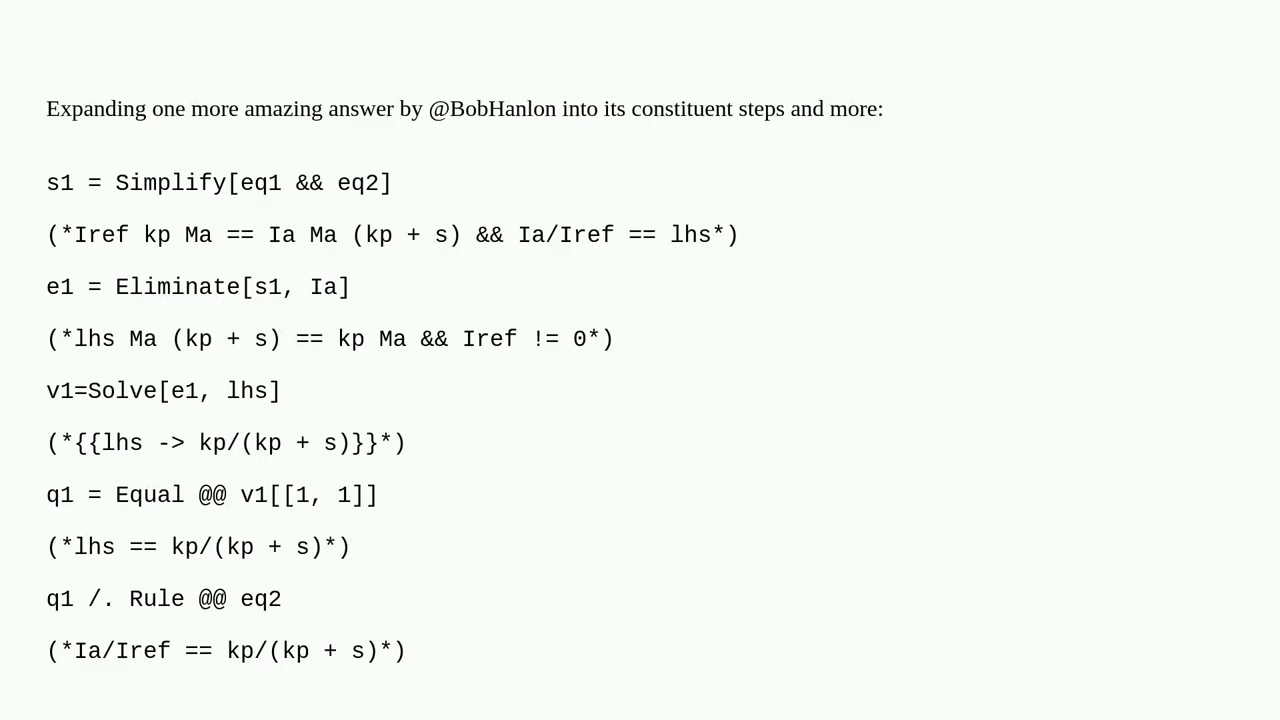 Expanding one more amazing answer by @BobHanlon into its constituent steps and more:
s1 = Simplify[eq1 && eq2]
(*Iref kp Ma == Ia Ma (kp + s) && Ia/Iref == lhs*)
e1 = Eliminate[s1, Ia]
(*lhs Ma (kp + s) == kp Ma && Iref != 0*)
v1=Solve[e1, lhs]
(*{{lhs -> kp/(kp + s)}}*)
q1 = Equal @@ v1[[1, 1]]
(*lhs == kp/(kp + s)*)
q1 /. Rule @@ eq2
(*Ia/Iref == kp/(kp + s)*)